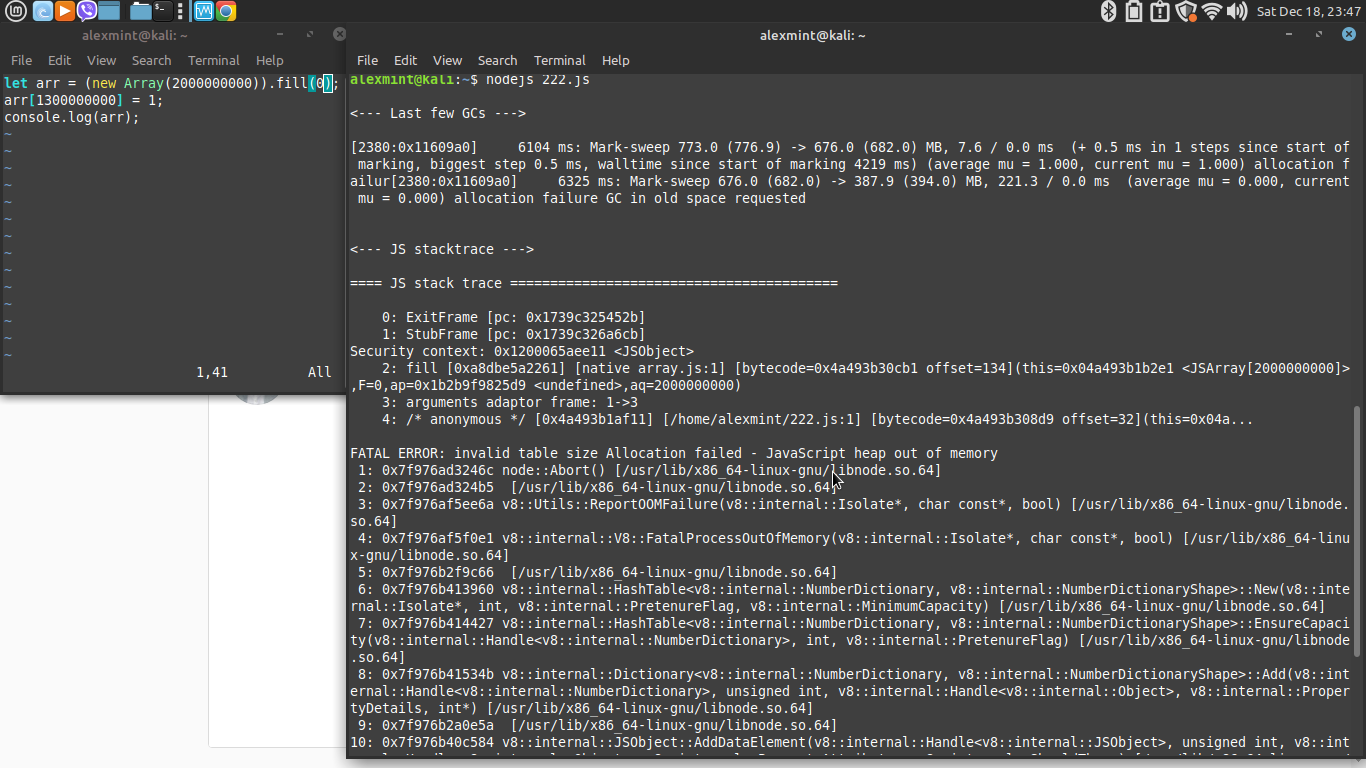 Sat Dec 18, 23:47
alexmint@kali: ~
File Edit View Search Terminal Help
let arr = (new Array(2000000000)).fill(0);
arr[1300000000] = 1;
console.log(arr);
~
~
~
~
~
~
~
~
~
~
~
~
~
~
1,41 All
alexmint@kali: ~
File Edit View Search Terminal Help
alexmint@kali:~$ nodejs 222.js
<--- Last few GCs --->
[2380:0x11609a0]     6104 ms: Mark-sweep 773.0 (776.9) -> 676.0 (682.0) MB, 7.6 / 0.0 ms  (+ 0.5 ms in 1 steps since start of
 marking, biggest step 0.5 ms, walltime since start of marking 4219 ms) (average mu = 1.000, current mu = 1.000) allocation f
ailur[2380:0x11609a0]     6325 ms: Mark-sweep 676.0 (682.0) -> 387.9 (394.0) MB, 221.3 / 0.0 ms  (average mu = 0.000, current
 mu = 0.000) allocation failure GC in old space requested
<--- JS stacktrace --->
==== JS stack trace =========================================
    0: ExitFrame [pc: 0x1739c325452b]
    1: StubFrame [pc: 0x1739c326a6cb]
Security context: 0x1200065aee11 <JSObject>
    2: fill [0xa8dbe5a2261] [native array.js:1] [bytecode=0x4a493b30cb1 offset=134](this=0x04a493b1b2e1 <JSArray[2000000000]>
,F=0,ap=0x1b2b9f9825d9 <undefined>,aq=2000000000)
    3: arguments adaptor frame: 1->3
    4: /* anonymous */ [0x4a493b1af11] [/home/alexmint/222.js:1] [bytecode=0x4a493b308d9 offset=32](this=0x04a...
FATAL ERROR: invalid table size Allocation failed - JavaScript heap out of memory
 1: 0x7f976ad3246c node::Abort() [/usr/lib/x86_64-linux-gnu/libnode.so.64]
 2: 0x7f976ad324b5  [/usr/lib/x86_64-linux-gnu/libnode.so.64]
 3: 0x7f976af5ee6a v8::Utils::ReportOOMFailure(v8::internal::Isolate*, char const*, bool) [/usr/lib/x86_64-linux-gnu/libnode.
so.64]
 4: 0x7f976af5f0e1 v8::internal::V8::FatalProcessOutOfMemory(v8::internal::Isolate*, char const*, bool) [/usr/lib/x86_64-linu
x-gnu/libnode.so.64]
 5: 0x7f976b2f9c66  [/usr/lib/x86_64-linux-gnu/libnode.so.64]
 6: 0x7f976b413960 v8::internal::HashTable<v8::internal::NumberDictionary, v8::internal::NumberDictionaryShape>::New(v8::inte
rnal::Isolate*, int, v8::internal::PretenureFlag, v8::internal::MinimumCapacity) [/usr/lib/x86_64-linux-gnu/libnode.so.64]
 7: 0x7f976b414427 v8::internal::HashTable<v8::internal::NumberDictionary, v8::internal::NumberDictionaryShape>::EnsureCapaci
ty(v8::internal::Handle<v8::internal::NumberDictionary>, int, v8::internal::PretenureFlag) [/usr/lib/x86_64-linux-gnu/libnode
.so.64]
 8: 0x7f976b41534b v8::internal::Dictionary<v8::internal::NumberDictionary, v8::internal::NumberDictionaryShape>::Add(v8::int
ernal::Handle<v8::internal::NumberDictionary>, unsigned int, v8::internal::Handle<v8::internal::Object>, v8::internal::Proper
tyDetails, int*) [/usr/lib/x86_64-linux-gnu/libnode.so.64]
 9: 0x7f976b2a0e5a  [/usr/lib/x86_64-linux-gnu/libnode.so.64]
10: 0x7f976b40c584 v8::internal::JSObject::AddDataElement(v8::internal::Handle<v8::internal::JSObject>, unsigned int, v8::int